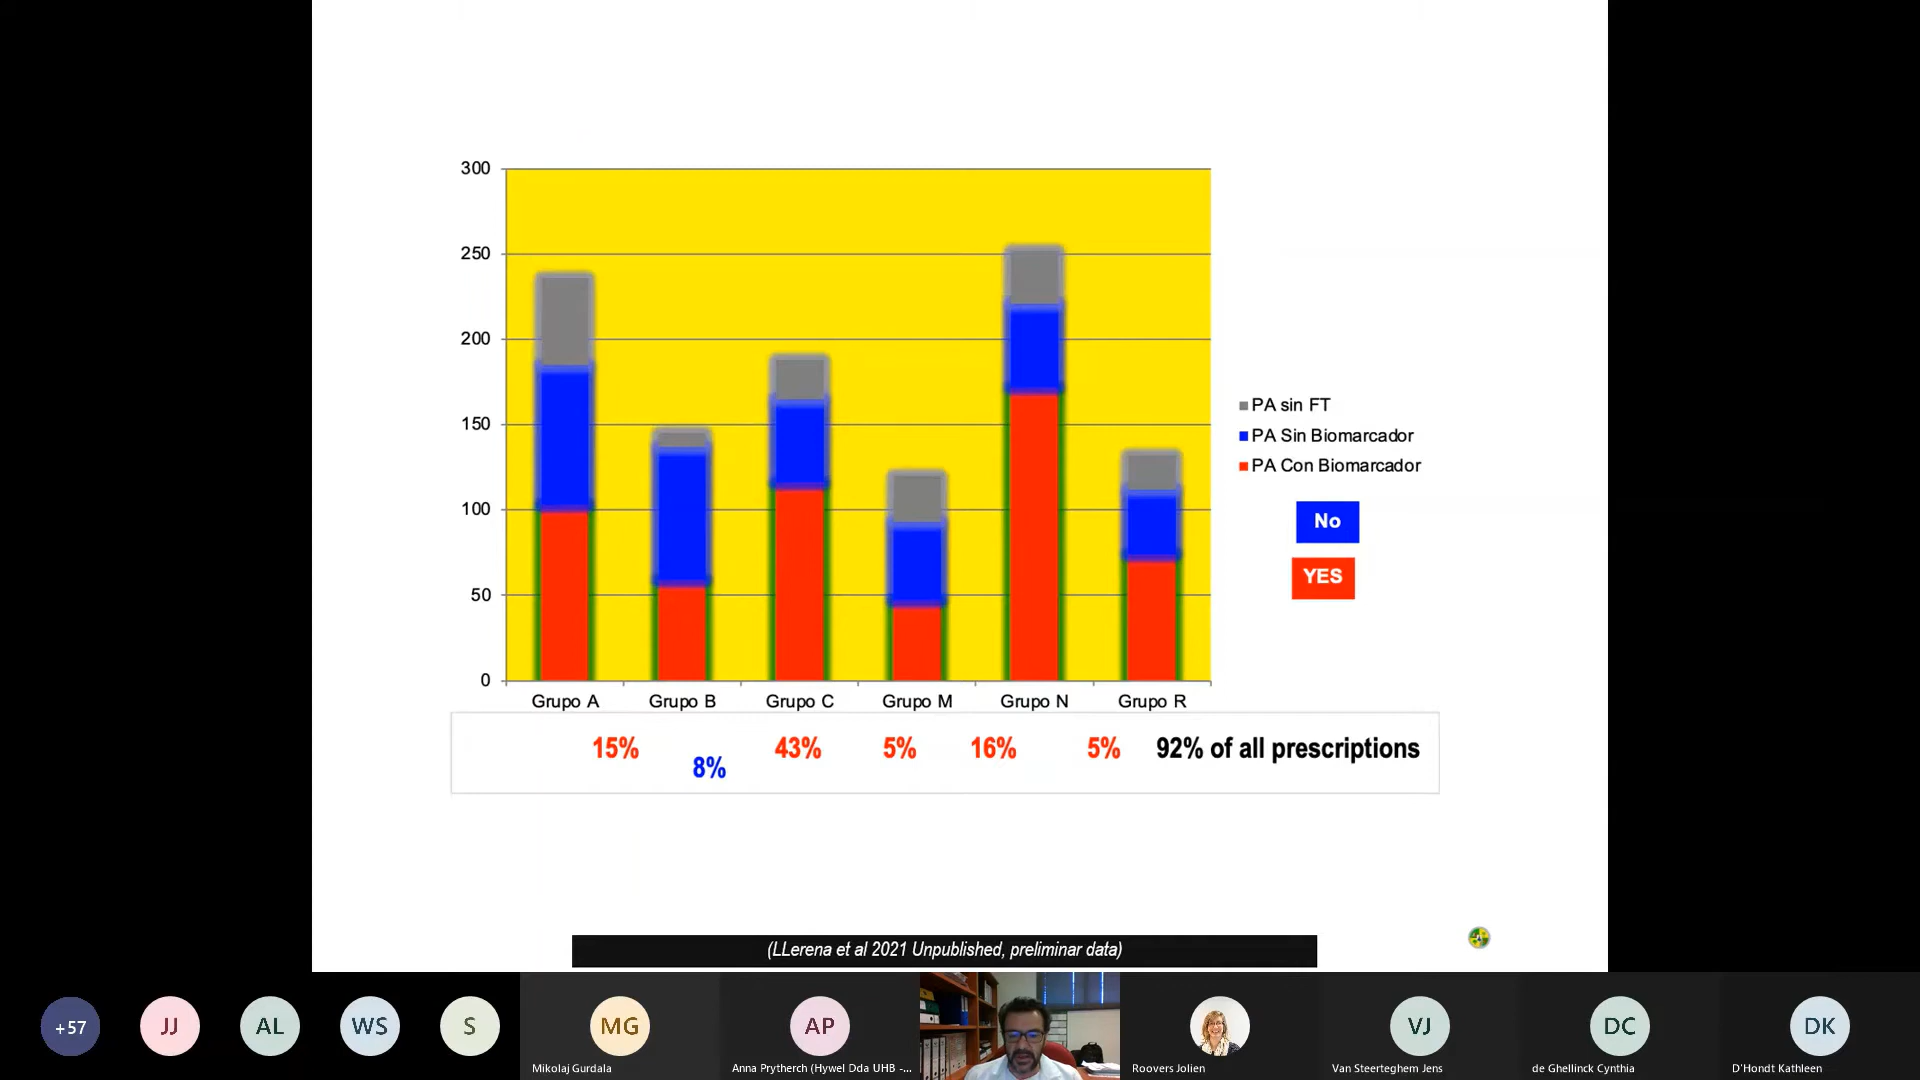 300
250
200
150
100
50
0
Grupo A Grupo B Grupo C Grupo M Grupo N Grupo R
PA sin FT
PA Sin Biomarcador
PA Con Biomarcador
No
YES
15% 8% 43% 5% 16% 5% 92% of all prescriptions
(LLerena et al 2021 Unpublished, preliminar data)
+57 JJ AL WS S MG AP VJ DC DK
Mikolaj Gurdala
Anna Prytherch (Hywel Dda UHB -...
Roovers Jolien
Van Steerteghem Jens
de Ghellinck Cynthia
D'Hondt Kathleen